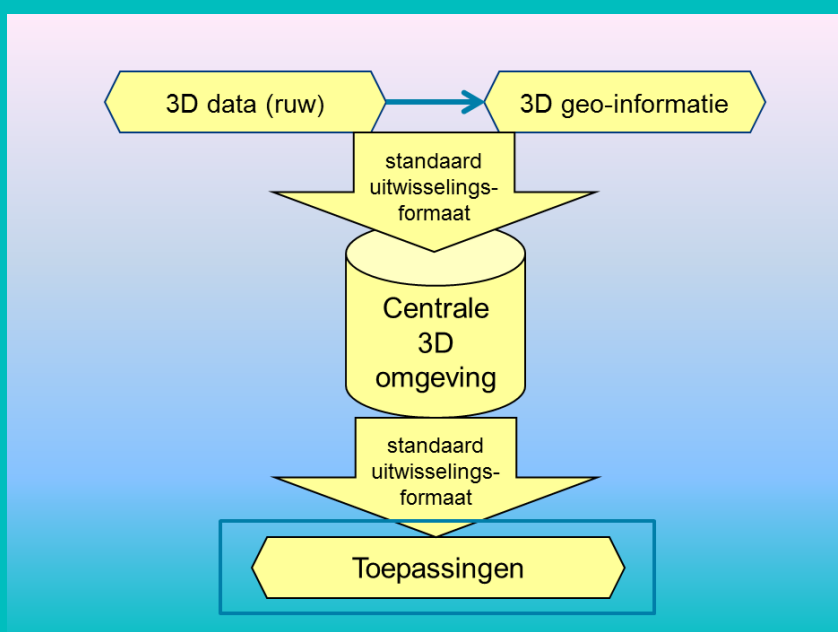 3D data (ruw)
3D geo-informatie
standaard
uitwisselings-
formaat
Centrale
3D
omgeving
standaard
uitwisselings-
formaat
Toepassingen